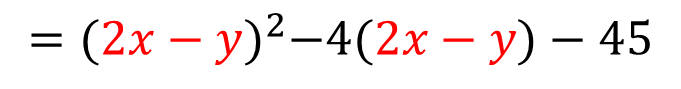 = (2x − y)²−4(2x − y) − 45